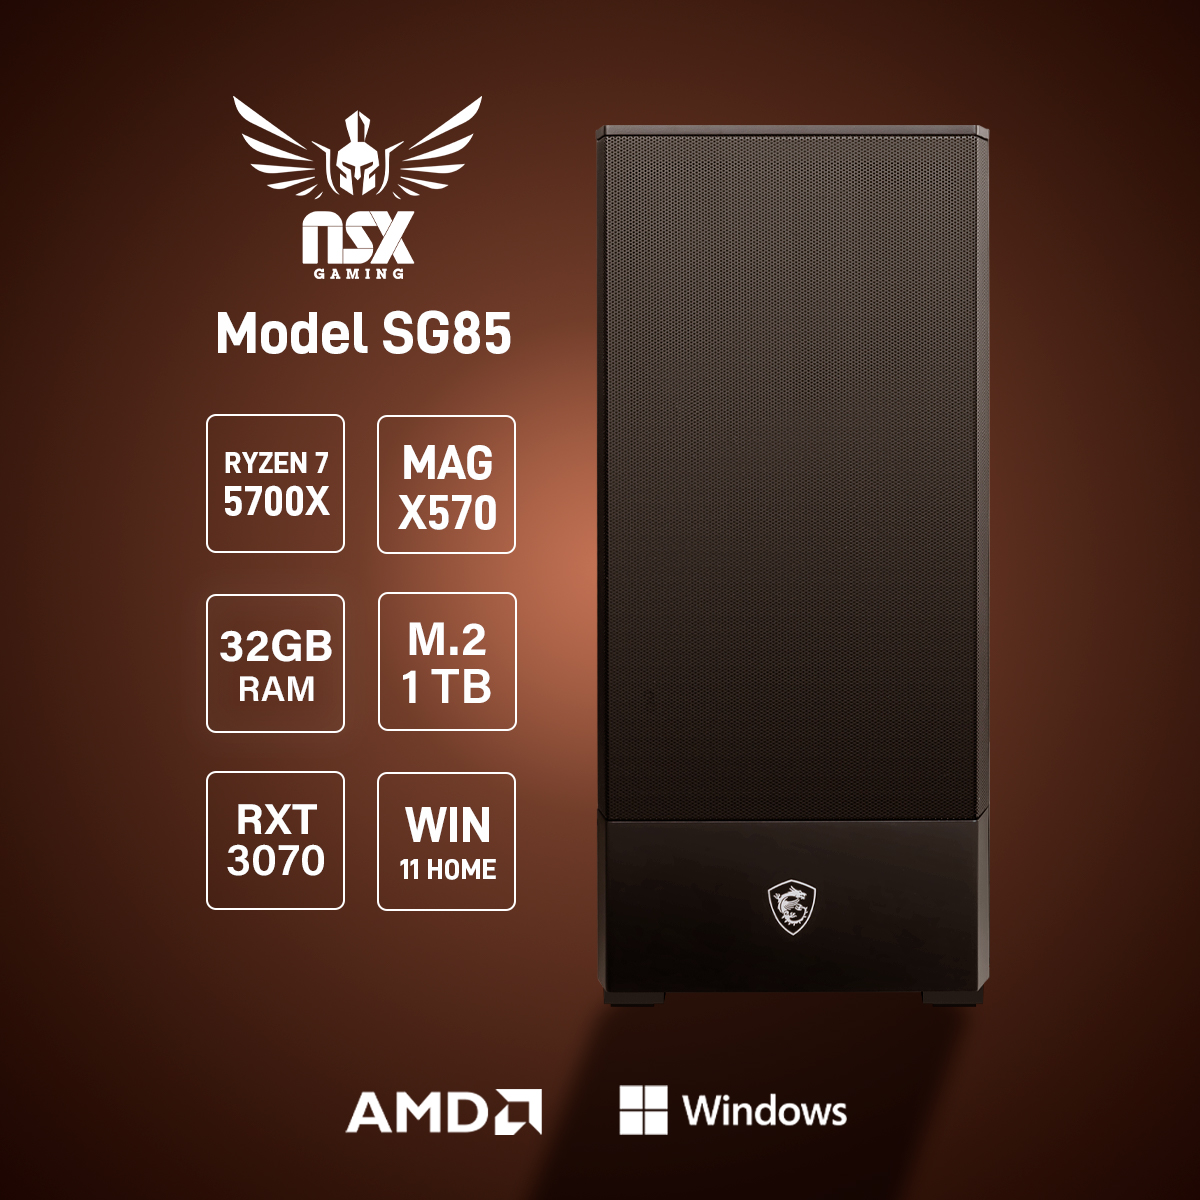 NSX
GAMING
Model SG85
RYZEN 7
5700X
MAG
X570
32GB
RAM
M.2
1 TB
RXT
3070
WIN
11 HOME
AMD
Windows